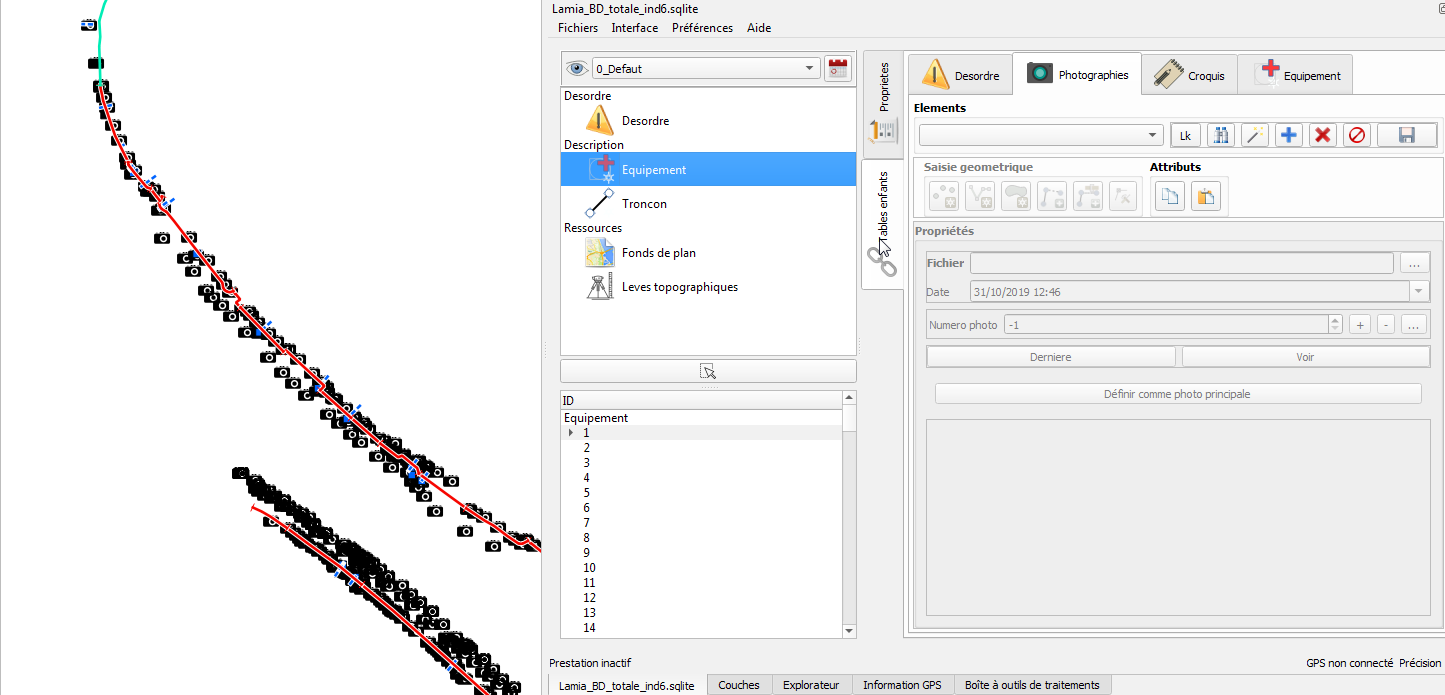 Lamia_BD_totale_ind6.sqlite
Fichiers Interface Préférences Aide
0_Defaut
Desordre
Desordre
Description
Equipement
Troncon
Ressources
Fonds de plan
Leves topographiques
ID
Equipement
1
2
3
4
5
6
7
8
9
10
11
12
13
14
Proprietes
Tables enfants
Desordre Photographies Croquis Equipement
Elements
Lk
Saisie geometrique Attributs
Propriétés
Fichier ...
Date 31/10/2019 12:46
Numero photo -1 + - ...
Derniere Voir
Définir comme photo principale
Prestation inactif GPS non connecté Précision
Lamia_BD_totale_ind6.sqlite Couches Explorateur Information GPS Boîte à outils de traitements